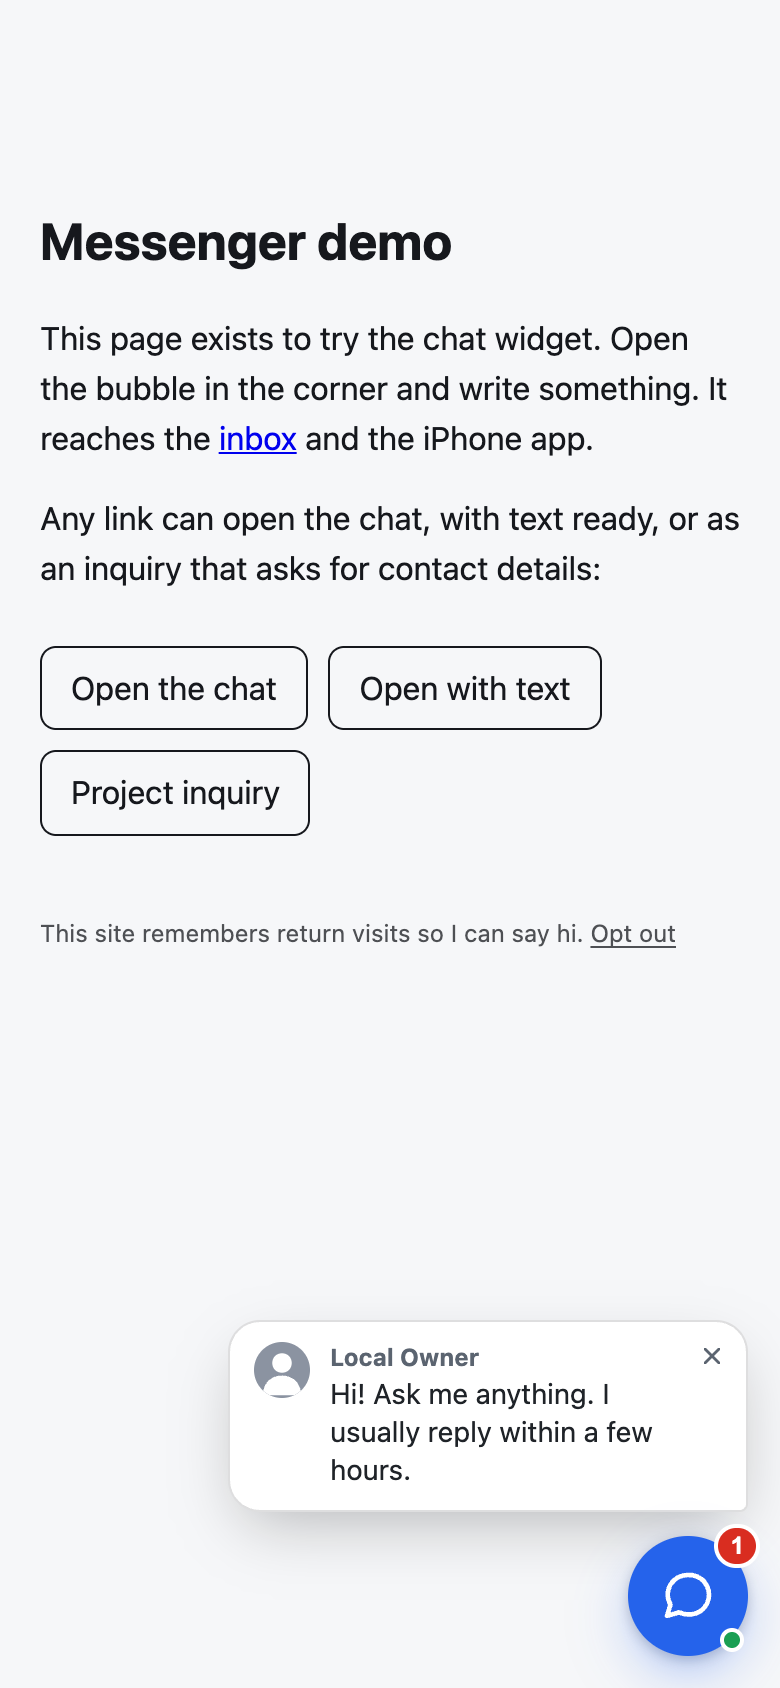 Messenger demo
This page exists to try the chat widget. Open
the bubble in the corner and write something. It
reaches the inbox and the iPhone app.
Any link can open the chat, with text ready, or as
an inquiry that asks for contact details:
Open the chat
Open with text
Project inquiry
This site remembers return visits so I can say hi. Opt out
Local Owner
Hi! Ask me anything. I
usually reply within a few
hours.
1